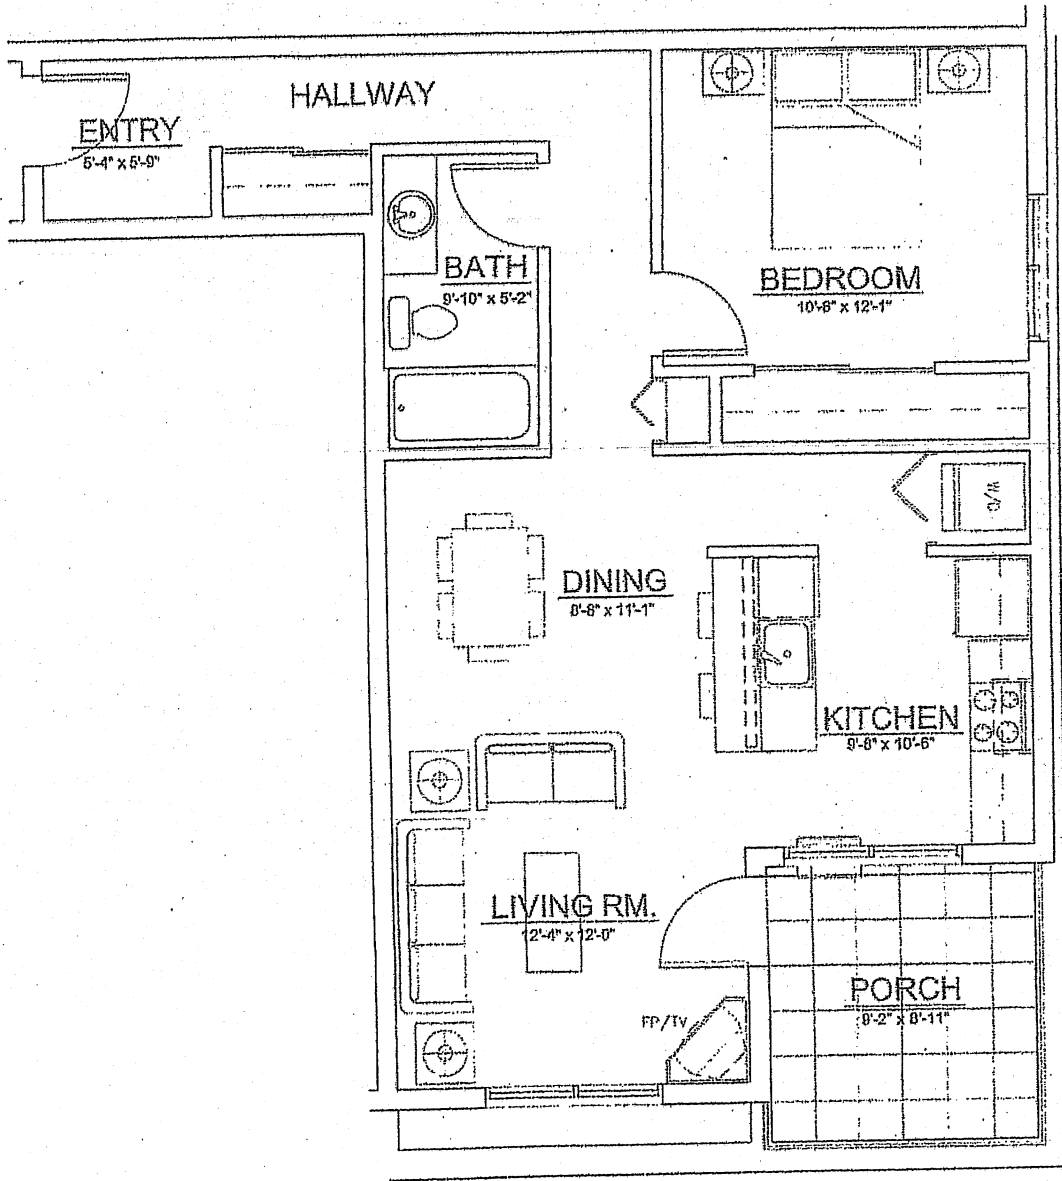 HALLWAY
ENTRY
5'-4" x 5'-9"
BATH
9'-10" x 5'-2"
BEDROOM
10'-8" x 12'-1"
W/D
DINING
8'-8" x 11'-1"
KITCHEN
9'-8" x 10'-6"
LIVING RM.
12'-4" x 12'-0"
PORCH
9'-2" x 8'-11"
FP/TV